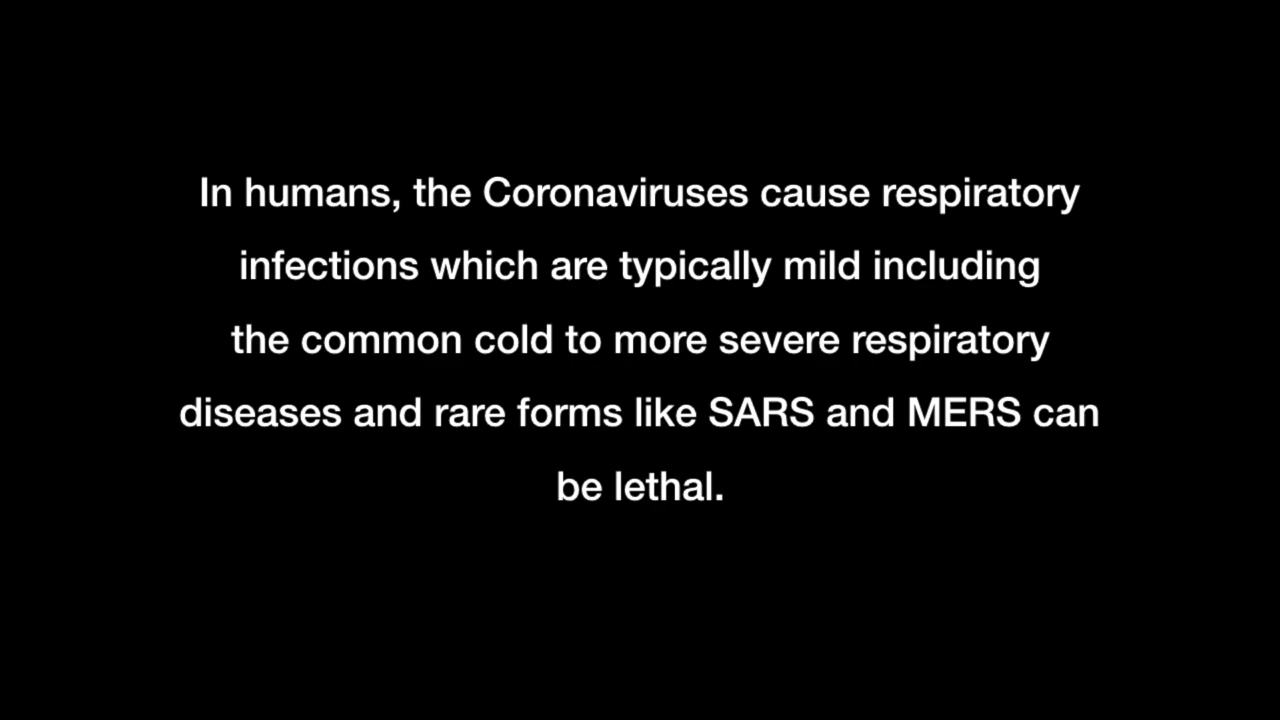 In humans, the Coronaviruses cause respiratory
infections which are typically mild including
the common cold to more severe respiratory
diseases and rare forms like SARS and MERS can
be lethal.